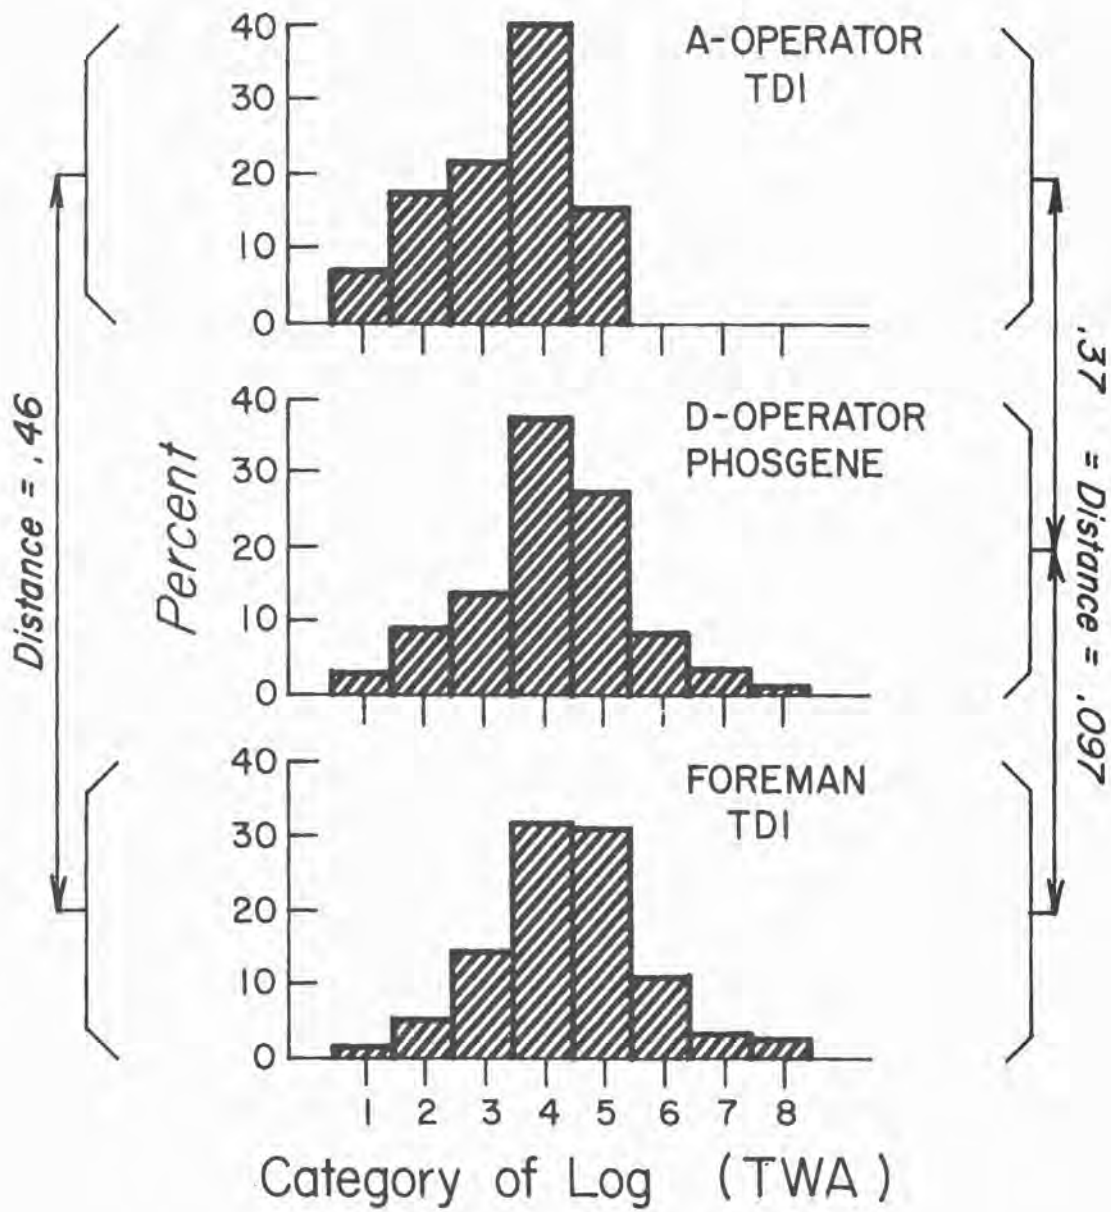 40
30
20
10
0
A-OPERATOR
TDI
40
30
20
10
0
D-OPERATOR
PHOSGENE
40
30
20
10
0
FOREMAN
TDI
1 2 3 4 5 6 7 8
Category of Log (TWA)
Percent
Distance = .46
.37 = Distance = .097